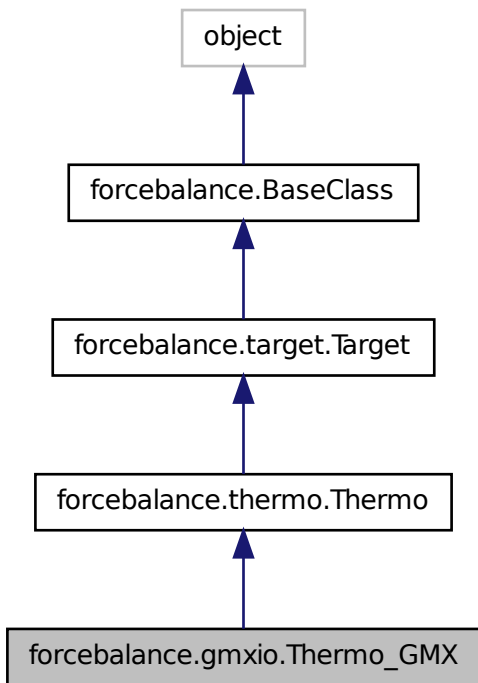 object
forcebalance.BaseClass
forcebalance.target.Target
forcebalance.thermo.Thermo
forcebalance.gmxio.Thermo_GMX